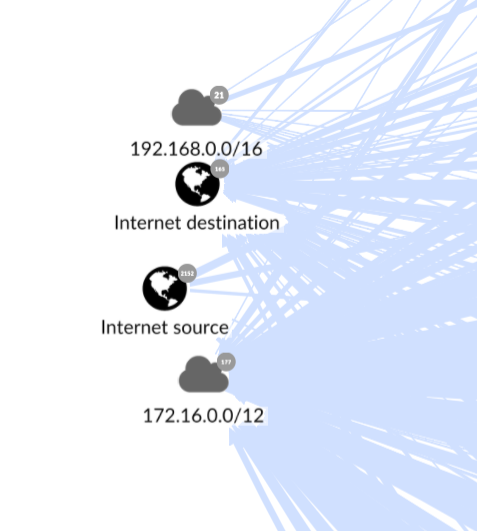 21
192.168.0.0/16
Internet destination
2152
Internet source
177
172.16.0.0/12